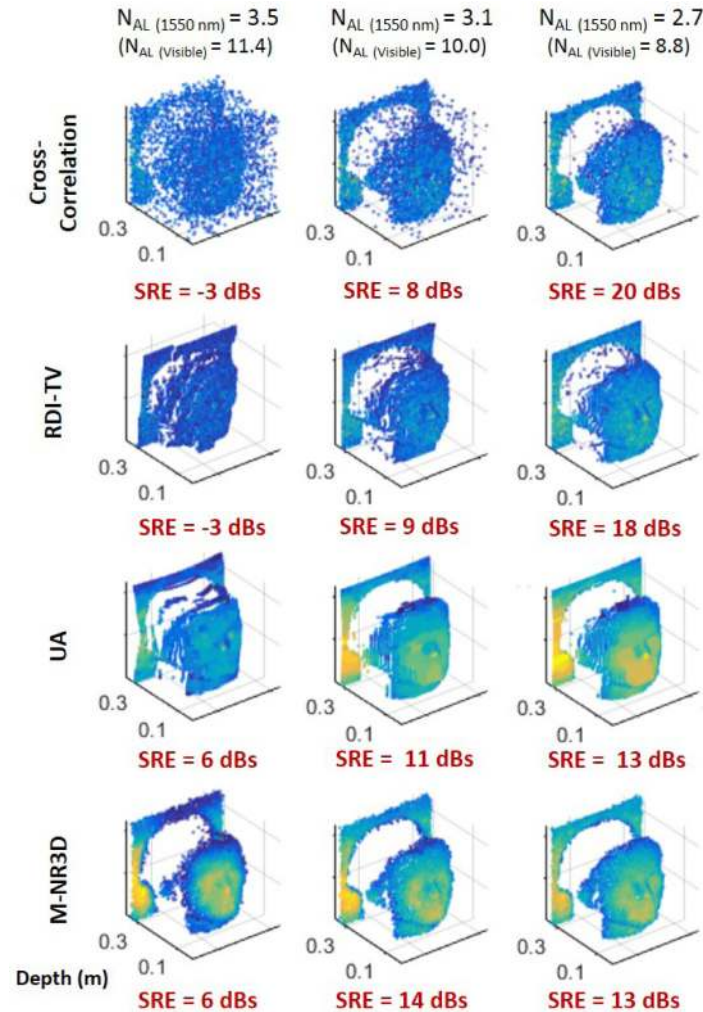 N_AL (1550 nm) = 3.5
(N_AL (Visible) = 11.4)
N_AL (1550 nm) = 3.1
(N_AL (Visible) = 10.0)
N_AL (1550 nm) = 2.7
(N_AL (Visible) = 8.8)
Cross-
Correlation
0.3
0.1
0.3
0.1
0.3
0.1
SRE = -3 dBs
SRE = 8 dBs
SRE = 20 dBs
RDI-TV
0.3
0.1
0.3
0.1
0.3
0.1
SRE = -3 dBs
SRE = 9 dBs
SRE = 18 dBs
UA
0.3
0.1
0.3
0.1
0.3
0.1
SRE = 6 dBs
SRE = 11 dBs
SRE = 13 dBs
M-NR3D
0.3
0.1
0.3
0.1
0.3
0.1
Depth (m)
SRE = 6 dBs
SRE = 14 dBs
SRE = 13 dBs